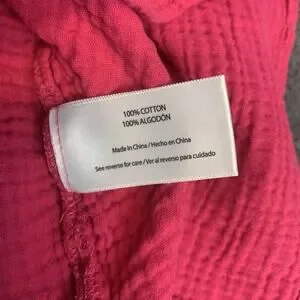 100% COTTON
100% ALGODÓN
Made in China / Hecho en China
See reverse for care / Ver al reverso para cuidado